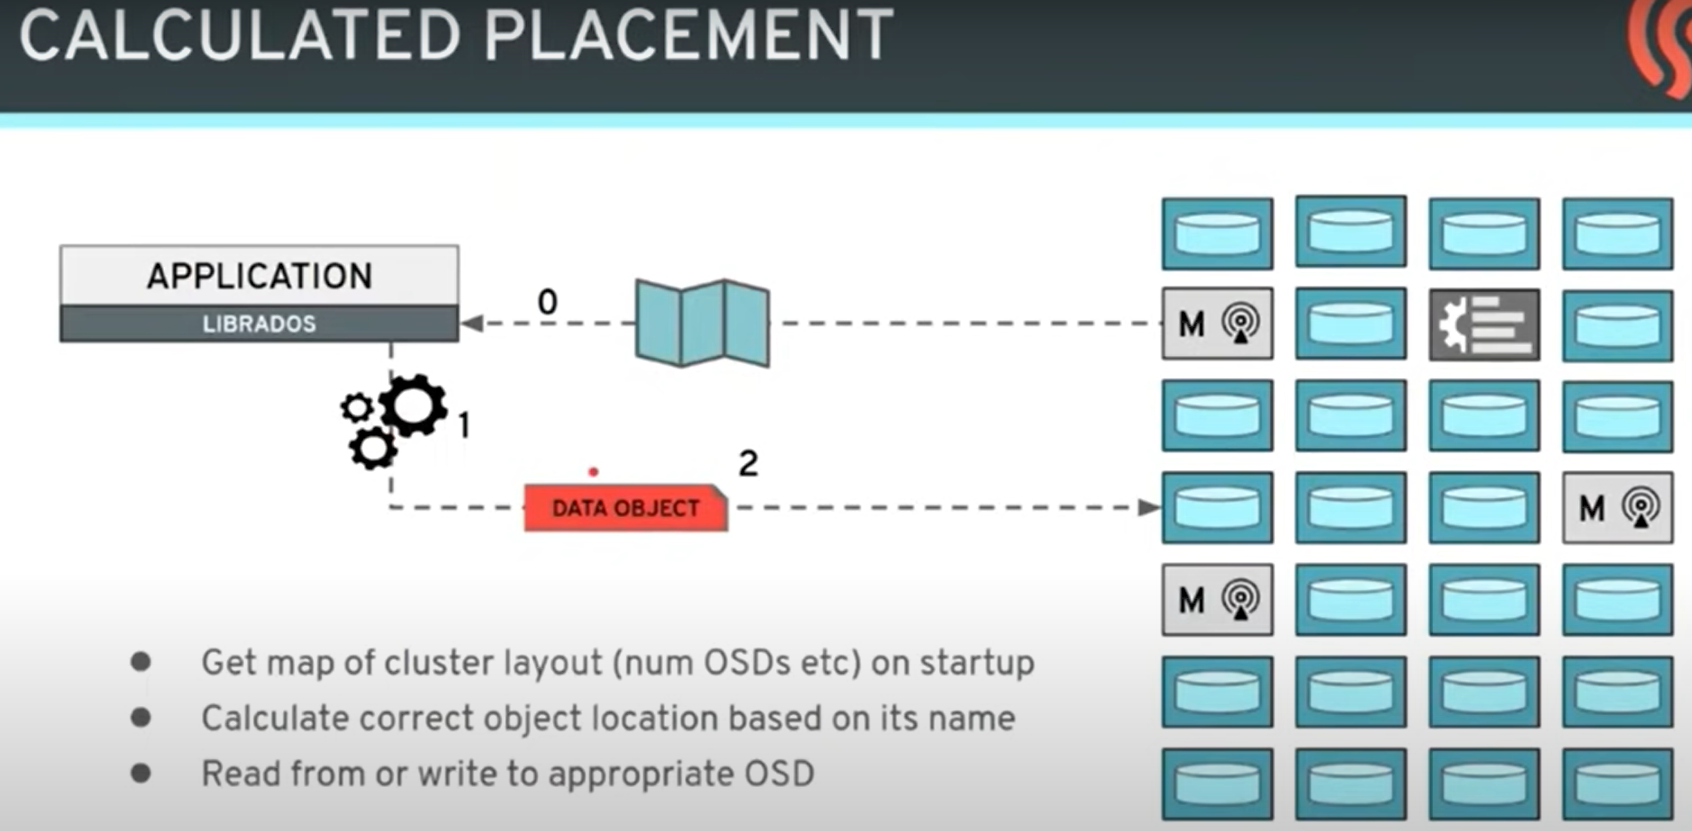 CALCULATED PLACEMENT
APPLICATION
LIBRADOS
0
M
1
2
DATA OBJECT
M
M
Get map of cluster layout (num OSDs etc) on startup
Calculate correct object location based on its name
Read from or write to appropriate OSD